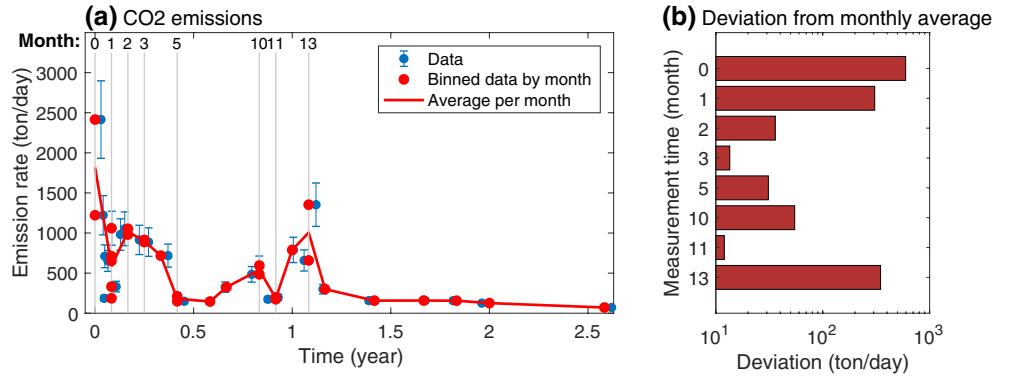 (a) CO2 emissions
Month: 0 1 2 3 5 10 11 13
Data
Binned data by month
Average per month
3000
2500
2000
1500
1000
500
0
Emission rate (ton/day)
0 0.5 1 1.5 2 2.5
Time (year)
(b) Deviation from monthly average
Measurement time (month)
0
1
2
3
5
10
11
13
10^1 10^2 10^3
Deviation (ton/day)